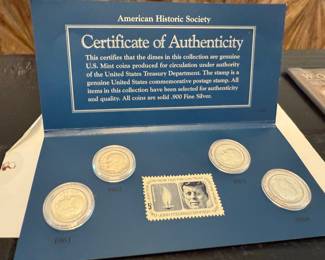 American Historic Society
Certificate of Authenticity
This certifies that the dimes in this collection are genuine
U.S. Mint coins produced for circulation under authority
of the United States Treasury Department. The stamp is a
genuine United States commemorative postage stamp. All
items in this collection have been selected for authenticity
and quality. All coins are solid .900 Fine Silver.
1961
1962